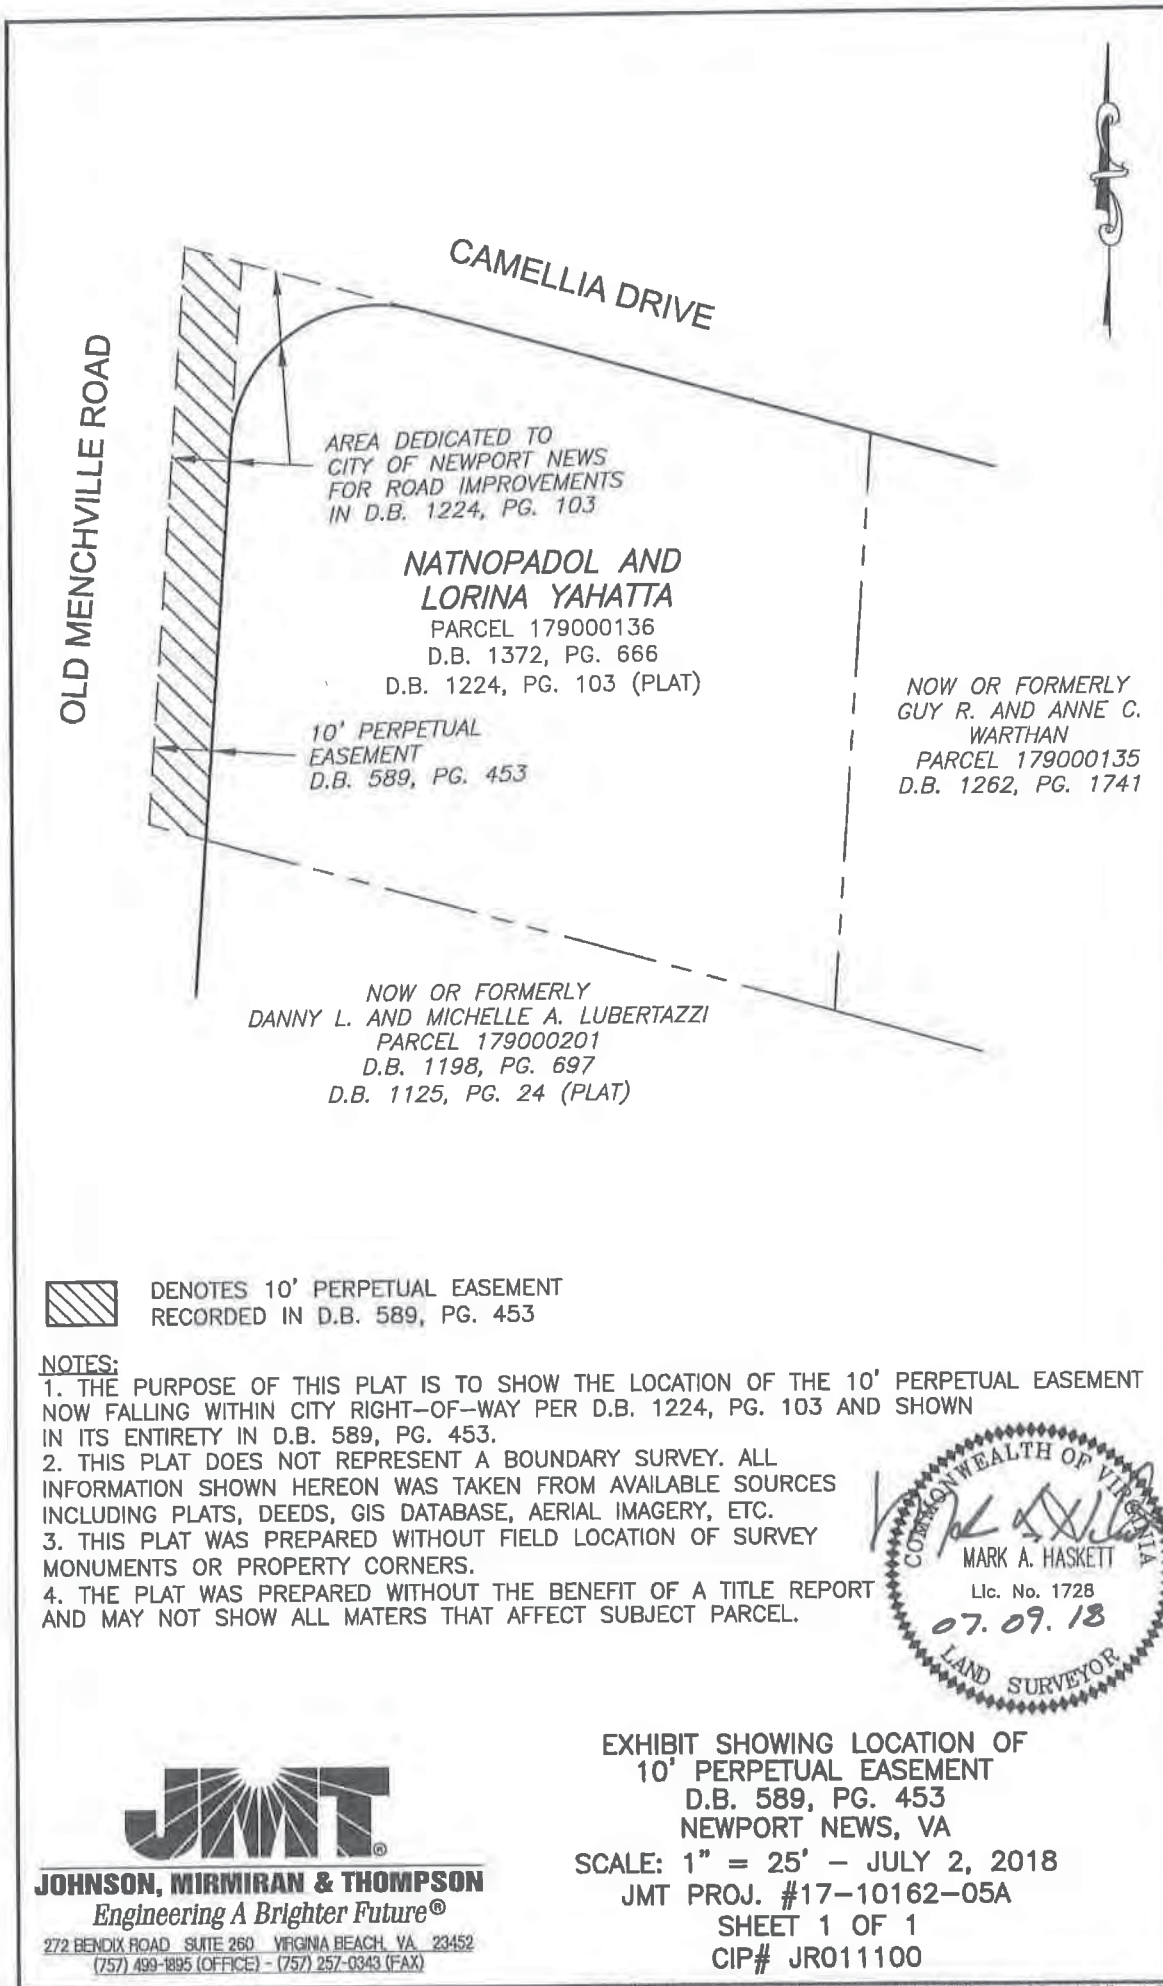 CAMELLIA DRIVE
OLD MENCHVILLE ROAD
AREA DEDICATED TO
CITY OF NEWPORT NEWS
FOR ROAD IMPROVEMENTS
IN D.B. 1224, PG. 103
NATNOPADOL AND
LORINA YAHATTA
PARCEL 179000136
D.B. 1372, PG. 666
D.B. 1224, PG. 103 (PLAT)
10' PERPETUAL
EASEMENT
D.B. 589, PG. 453
NOW OR FORMERLY
GUY R. AND ANNE C.
WARTHAN
PARCEL 179000135
D.B. 1262, PG. 1741
NOW OR FORMERLY
DANNY L. AND MICHELLE A. LUBERTAZZI
PARCEL 179000201
D.B. 1198, PG. 697
D.B. 1125, PG. 24 (PLAT)
DENOTES 10' PERPETUAL EASEMENT
RECORDED IN D.B. 589, PG. 453
NOTES:
1. THE PURPOSE OF THIS PLAT IS TO SHOW THE LOCATION OF THE 10' PERPETUAL EASEMENT
NOW FALLING WITHIN CITY RIGHT-OF-WAY PER D.B. 1224, PG. 103 AND SHOWN
IN ITS ENTIRETY IN D.B. 589, PG. 453.
2. THIS PLAT DOES NOT REPRESENT A BOUNDARY SURVEY. ALL
INFORMATION SHOWN HEREON WAS TAKEN FROM AVAILABLE SOURCES
INCLUDING PLATS, DEEDS, GIS DATABASE, AERIAL IMAGERY, ETC.
3. THIS PLAT WAS PREPARED WITHOUT FIELD LOCATION OF SURVEY
MONUMENTS OR PROPERTY CORNERS.
4. THE PLAT WAS PREPARED WITHOUT THE BENEFIT OF A TITLE REPORT
AND MAY NOT SHOW ALL MATERS THAT AFFECT SUBJECT PARCEL.
COMMONWEALTH OF VIRGINIA
MARK A. HASKETT
Lic. No. 1728
07.09.18
LAND SURVEYOR
JMT®
JOHNSON, MIRMIRAN & THOMPSON
Engineering A Brighter Future®
272 BENDIX ROAD SUITE 260 VIRGINIA BEACH, VA 23452
(757) 499-1895 (OFFICE) - (757) 257-0343 (FAX)
EXHIBIT SHOWING LOCATION OF
10' PERPETUAL EASEMENT
D.B. 589, PG. 453
NEWPORT NEWS, VA
SCALE: 1" = 25' - JULY 2, 2018
JMT PROJ. #17-10162-05A
SHEET 1 OF 1
CIP# JR011100